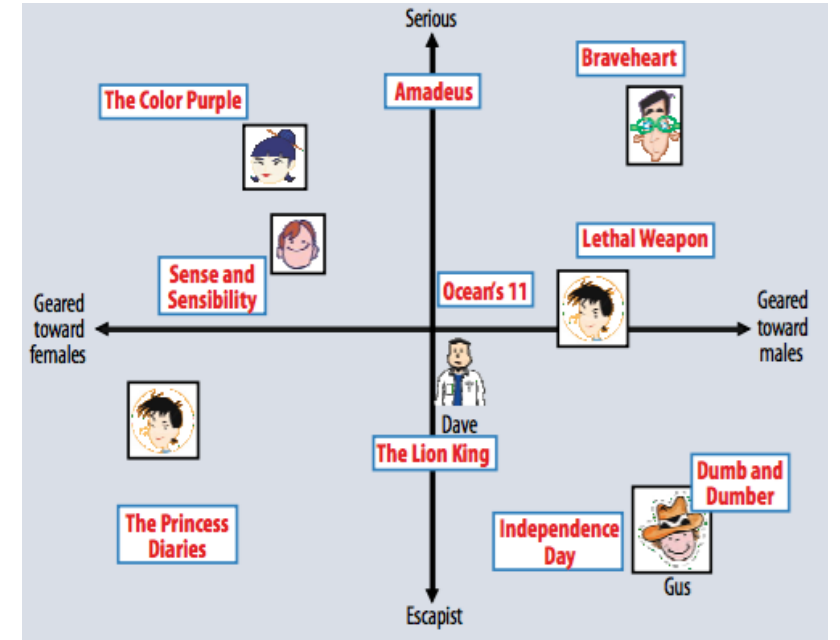 Serious
Braveheart
Amadeus
The Color Purple
Lethal Weapon
Sense and
Sensibility
Ocean's 11
Geared
toward
females
Geared
toward
males
Dave
The Lion King
Dumb and
Dumber
The Princess
Diaries
Independence
Day
Gus
Escapist